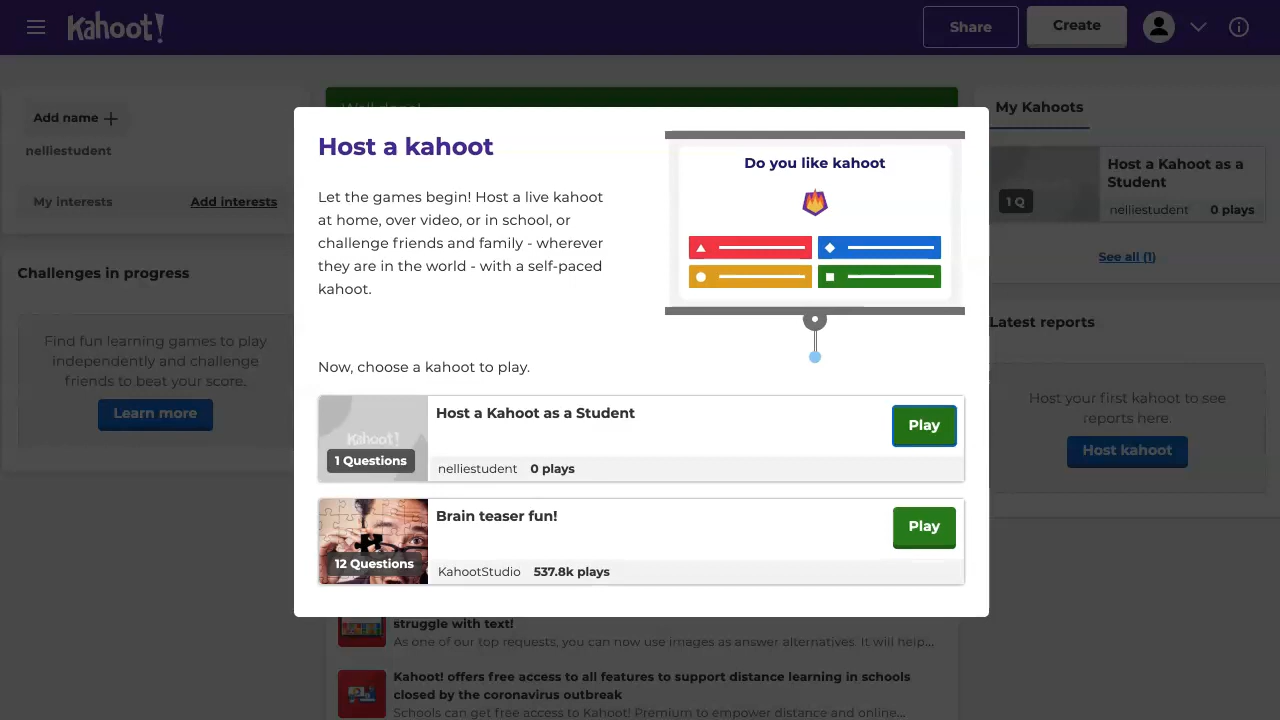 Kahoot!
Share
Create
Add name
nelliestudent
My interests
Add interests
Challenges in progress
Find fun learning games to play
independently and challenge
friends to beat your score.
Learn more
Well done!
Host a kahoot
Let the games begin! Host a live kahoot
at home, over video, or in school, or
challenge friends and family - wherever
they are in the world - with a self-paced
kahoot.
Do you like kahoot
Now, choose a kahoot to play.
Kahoot!
1 Questions
Host a Kahoot as a Student
nelliestudent 0 plays
Play
12 Questions
Brain teaser fun!
KahootStudio 537.8k plays
Play
struggle with text!
As one of our top requests, you can now use images as answer alternatives. It will help...
Kahoot! offers free access to all features to support distance learning in schools
closed by the coronavirus outbreak
Schools can get free access to Kahoot! Premium to empower distance and online...
My Kahoots
1 Q
Host a Kahoot as a
Student
nelliestudent 0 plays
See all (1)
Latest reports
Host your first kahoot to see
reports here.
Host kahoot